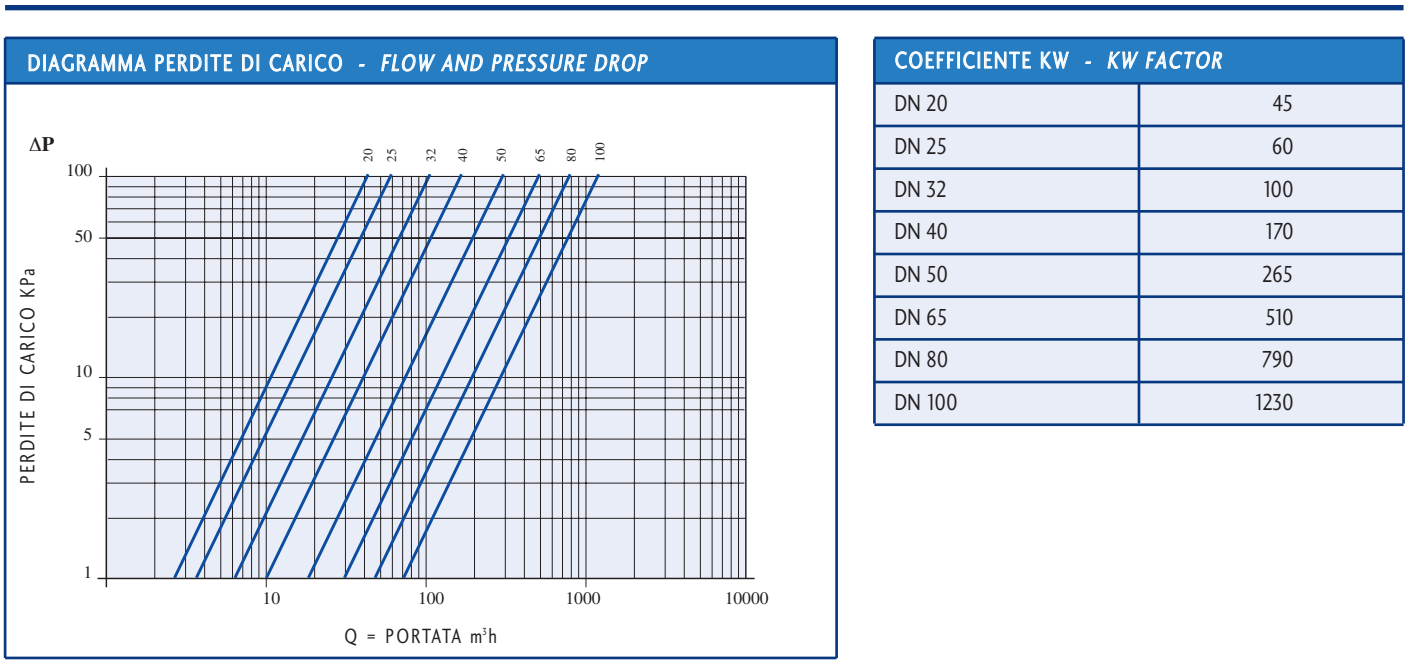 DIAGRAMMA PERDITE DI CARICO - FLOW AND PRESSURE DROP
ΔP
20 25 32 40 50 65 80 100
100
50
10
5
1
PERDITE DI CARICO KPa
10 100 1000 10000
Q = PORTATA m³h
COEFFICIENTE KW - KW FACTOR
DN 20 45
DN 25 60
DN 32 100
DN 40 170
DN 50 265
DN 65 510
DN 80 790
DN 100 1230